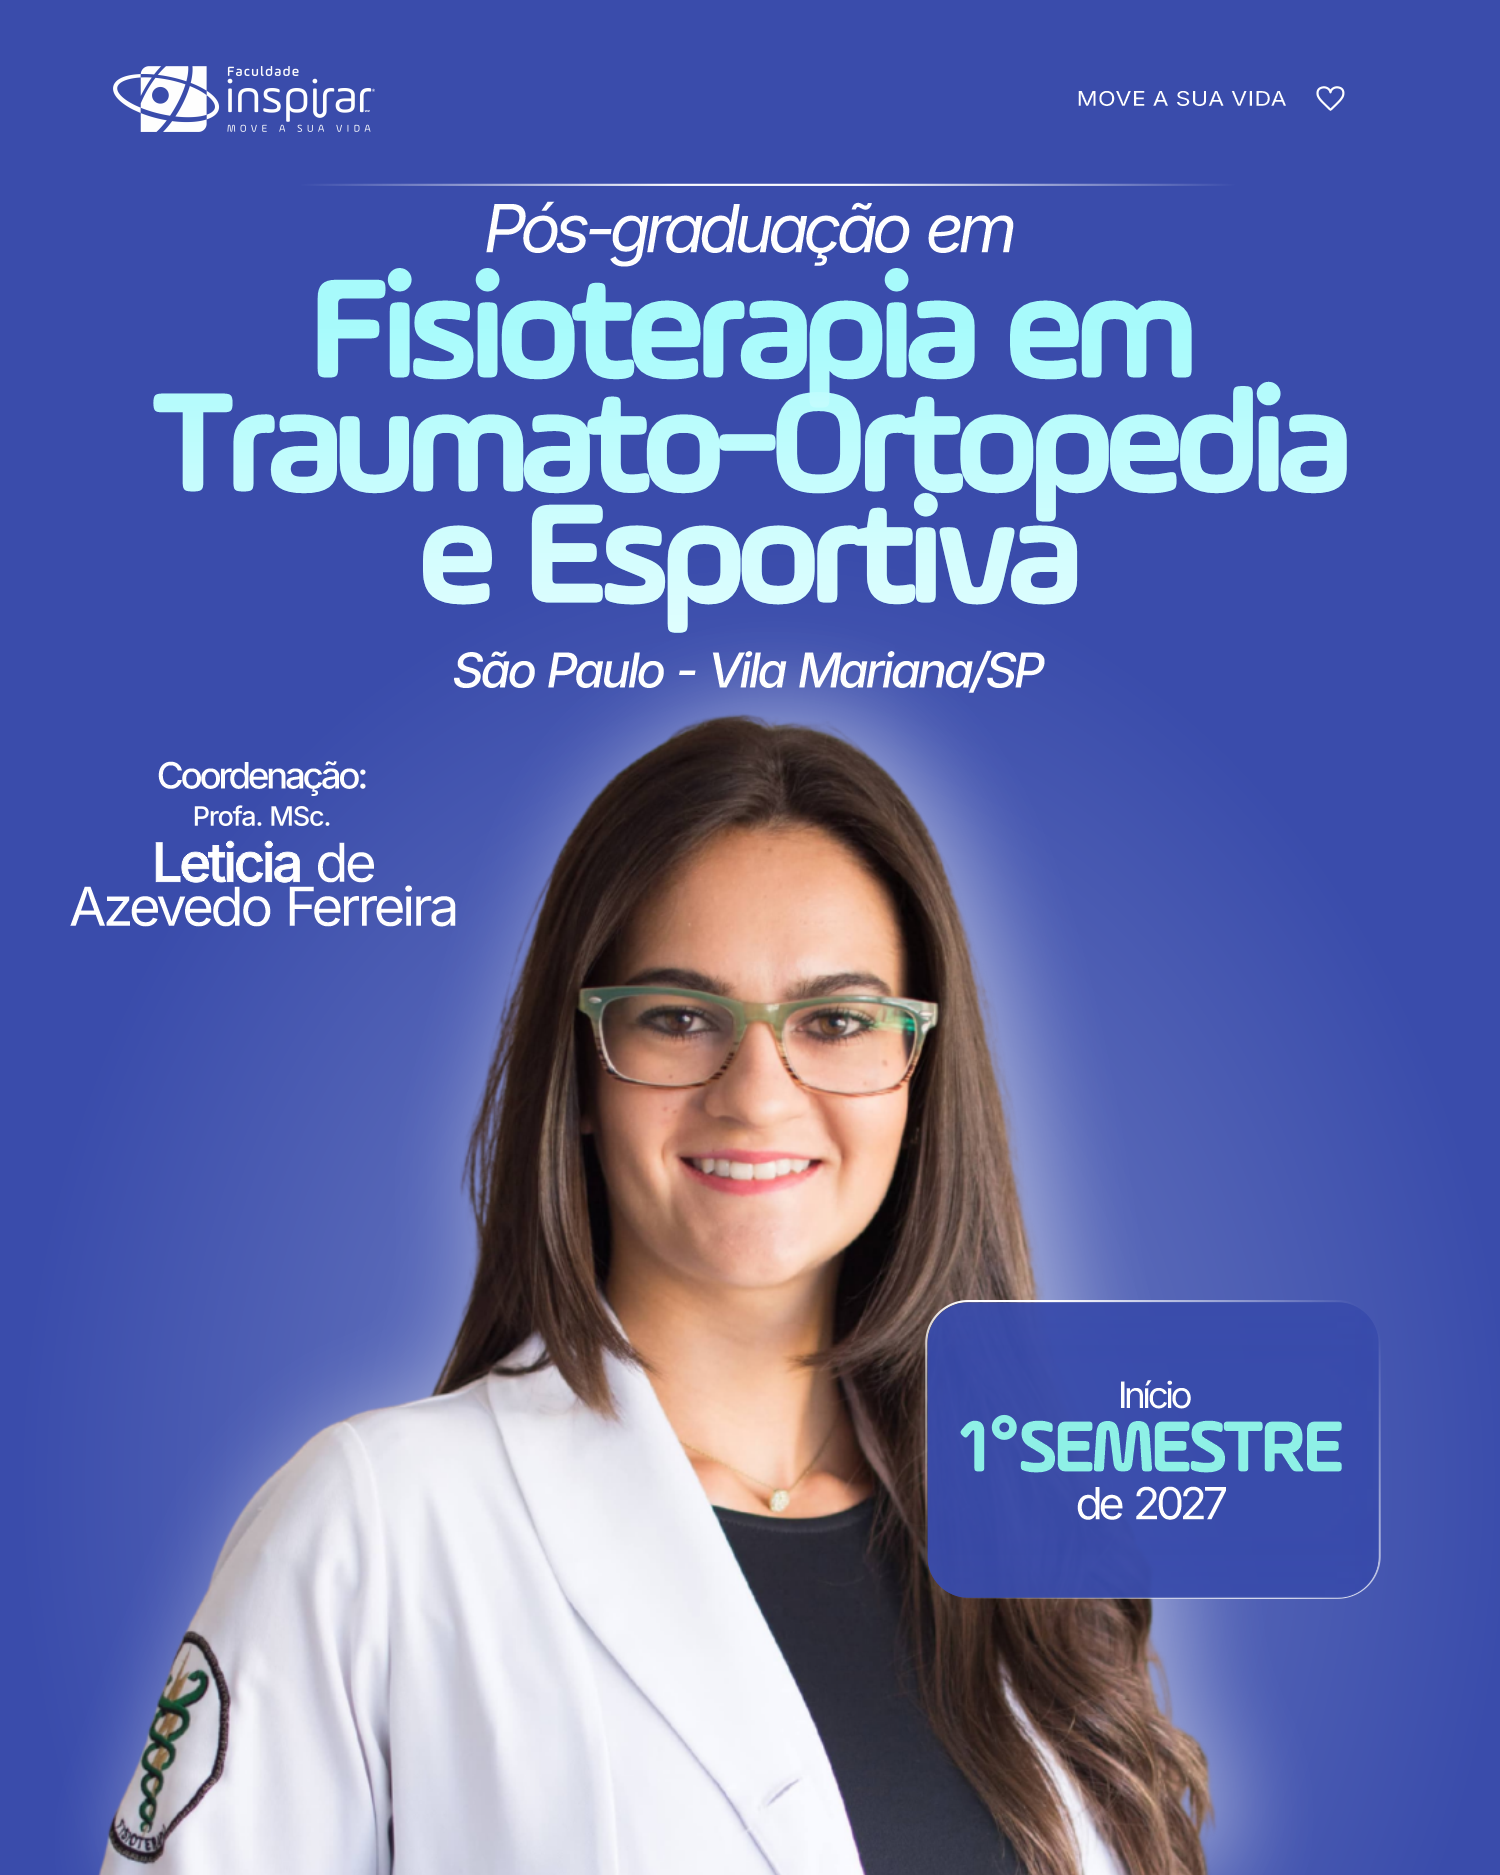 Faculdade
inspirar
MOVE A SUA VIDA
MOVE A SUA VIDA
Pós-graduação em
Fisioterapia em
Traumato-Ortopedia
e Esportiva
São Paulo - Vila Mariana/SP
Coordenação:
Profa. MSc.
Leticia de
Azevedo Ferreira
Início
1°SEMESTRE
de 2027